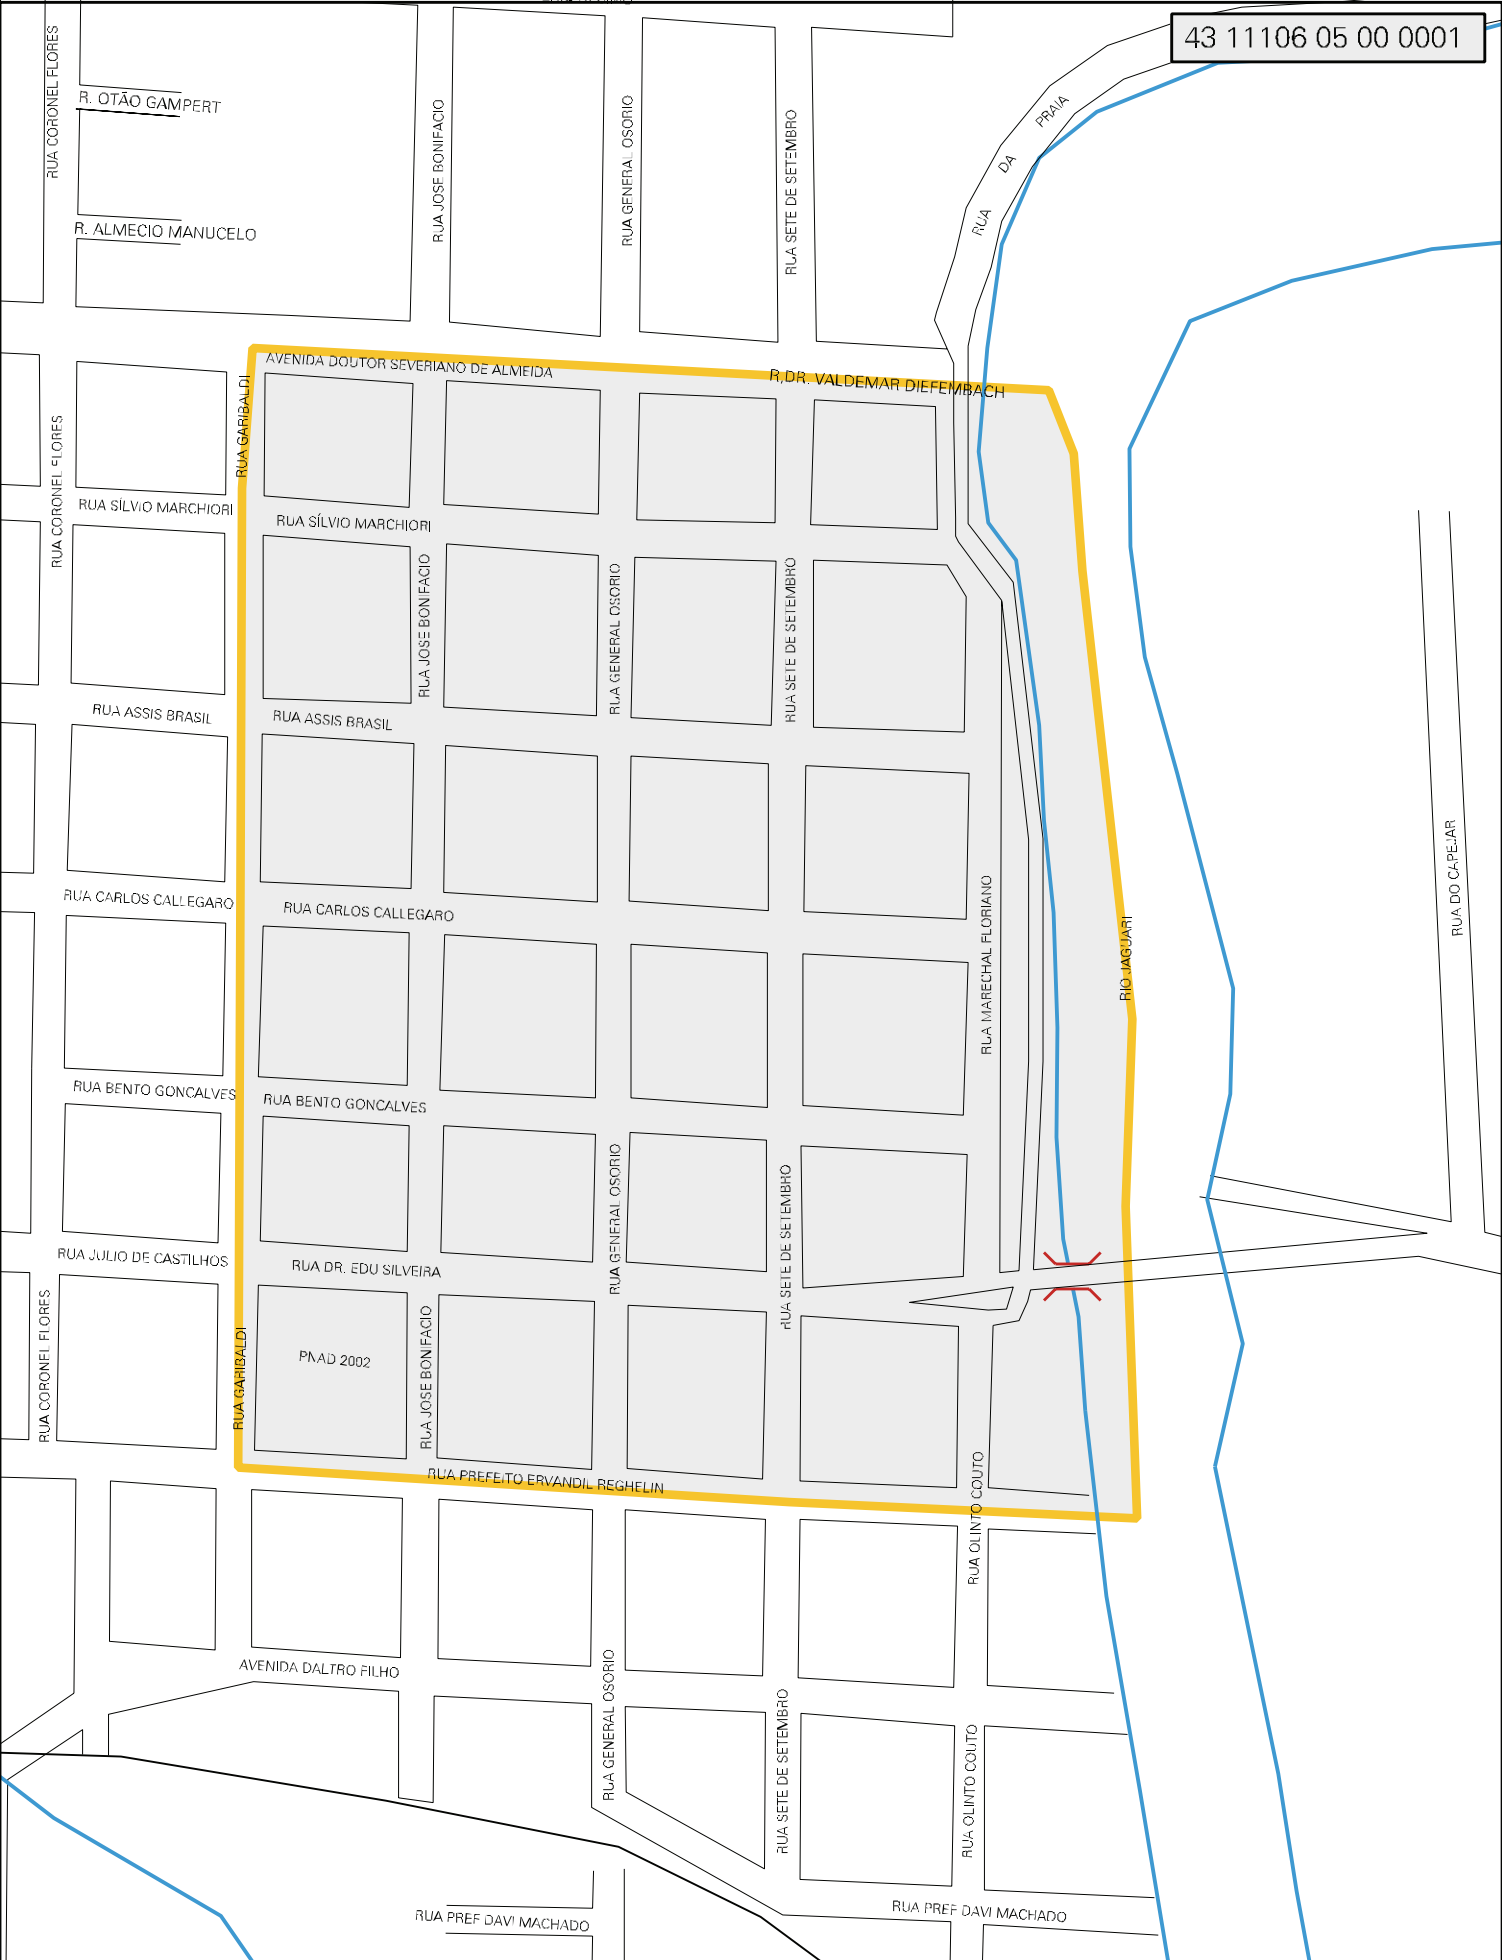 43 11106 05 00 0001
RUA CORONEL FLORES
R. OTÃO GAMPERT
RUA JOSE BONIFACIO
RUA GENERAL OSORIO
RUA SETE DE SETEMBRO
RUA DA PRAIA
R. ALMECIO MANUCELO
AVENIDA DOUTOR SEVERIANO DE ALMEIDA
R,DR. VALDEMAR DIEFEMBACH
RUA GARIBALDI
RUA CORONEL FLORES
RUA SÍLVIO MARCHIORI
RUA SÍLVIO MARCHIORI
RUA JOSE BONIFACIO
RUA GENERAL OSORIO
RUA SETE DE SETEMBRO
RUA ASSIS BRASIL
RUA ASSIS BRASIL
RUA DO CAPEJAR
RUA CARLOS CALLEGARO
RUA CARLOS CALLEGARO
RUA MARECHAL FLORIANO
RIO JAGUARI
RUA BENTO GONCALVES
RUA BENTO GONCALVES
RUA GENERAL OSORIO
RUA SETE DE SETEMBRO
RUA JULIO DE CASTILHOS
RUA DR. EDU SILVEIRA
RUA CORONEL FLORES
RUA GARIBALDI
PNAD 2002
RUA JOSE BONIFACIO
RUA PREFEITO ERVANDIL REGHELIN
RUA OLINTO COUTO
AVENIDA DALTRO FILHO
RUA GENERAL OSORIO
RUA SETE DE SETEMBRO
RUA OLINTO COUTO
RUA PREF DAVI MACHADO
RUA PREF DAVI MACHADO